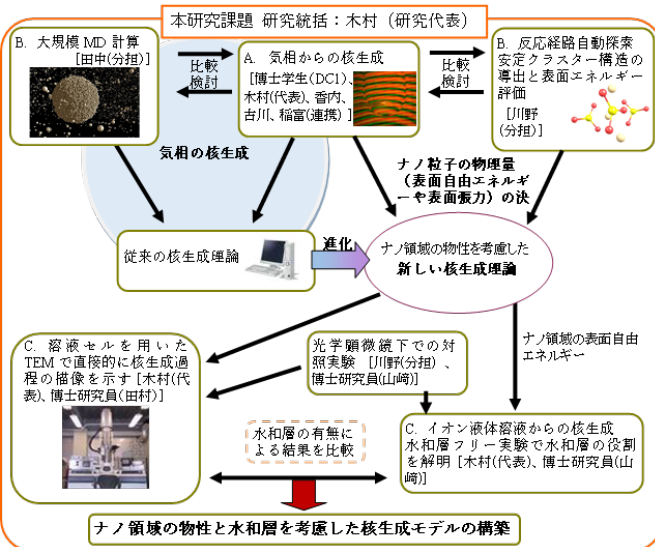 本研究課題 研究統括：木村（研究代表）
B. 大規模 MD 計算
[田中(分担)]
比較
検討
A. 気相からの核生成
[博士学生(DC1)、
木村(代表)、香内、
古川、稲富(連携)]
比較
検討
B. 反応経路自動探索
安定クラスター構造の
導出と表面エネルギー
評価
[川野
(分担)]
気相の核生成
ナノ粒子の物理量
（表面自由エネルギ
ーや表面張力）の決
従来の核生成理論
進化
ナノ領域の物性を考慮した
新しい核生成理論
C. 溶液セルを用いた
TEMで直接的に核生成過
程の描像を示す [木村(代
表)、博士研究員(田村)]
光学顕微鏡下での対
照実験 [川野(分担)、
博士研究員(山﨑)]
ナノ領域の表面自由
エネルギー
水和層の有無に
よる結果を比較
C. イオン液体溶液からの核生成
水和層フリー実験で水和層の役割
を解明 [木村(代表)、博士研究員(山
﨑)]
ナノ領域の物性と水和層を考慮した核生成モデルの構築